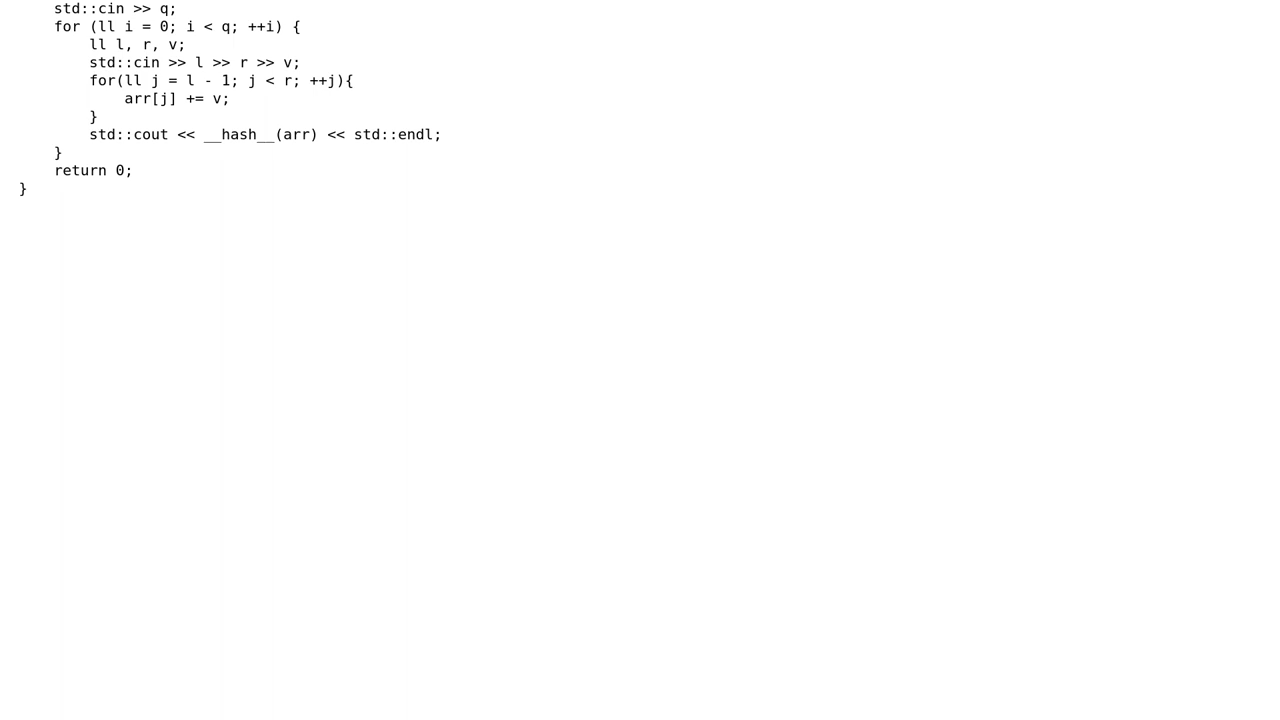 std::cin >> q;
    for (ll i = 0; i < q; ++i) {
        ll l, r, v;
        std::cin >> l >> r >> v;
        for(ll j = l - 1; j < r; ++j){
            arr[j] += v;
        }
        std::cout << __hash__(arr) << std::endl;
    }
    return 0;
}